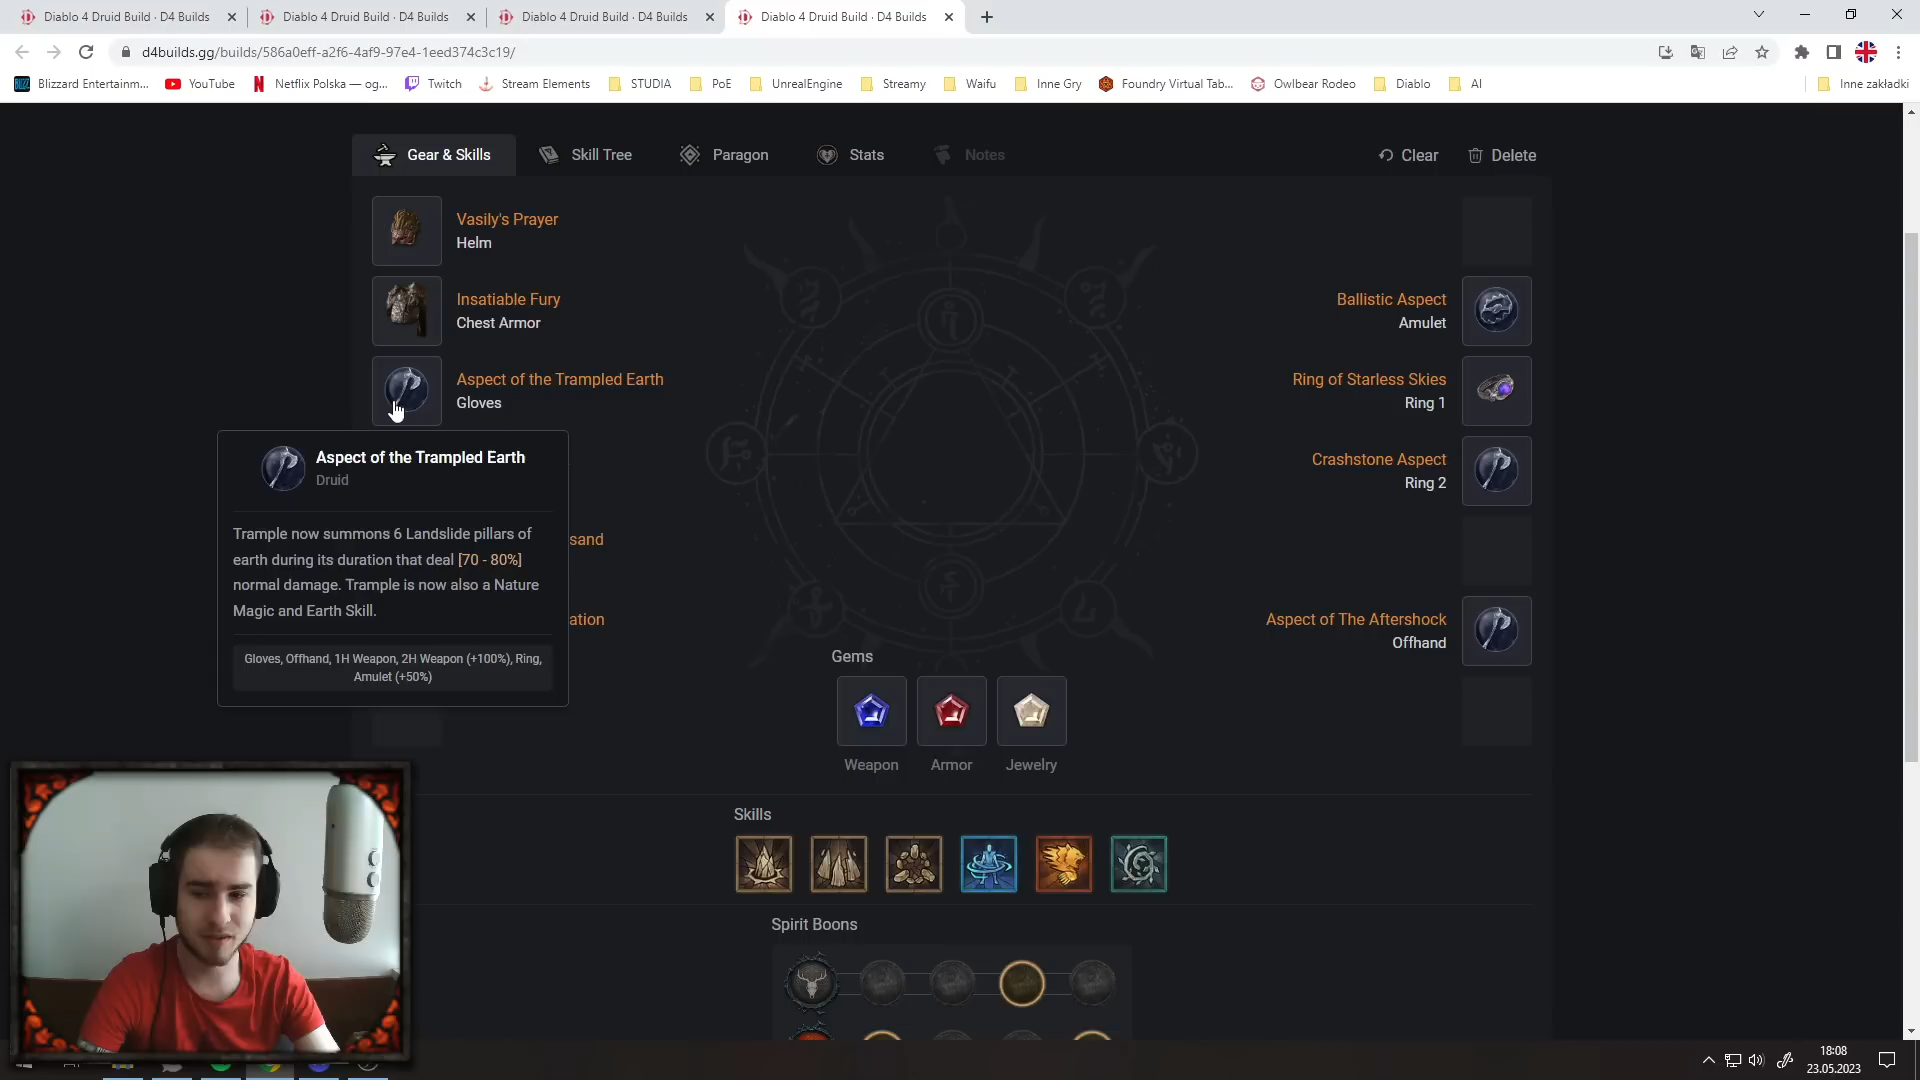 Diablo 4 Druid Build · D4 Builds
Diablo 4 Druid Build · D4 Builds
Diablo 4 Druid Build · D4 Builds
Diablo 4 Druid Build · D4 Builds
d4builds.gg/builds/586a0eff-a2f6-4af9-97e4-1eed374c3c19/
Blizzard Entertainm...
YouTube
Netflix Polska — og...
Twitch
Stream Elements
STUDIA
PoE
UnrealEngine
Streamy
Waifu
Inne Gry
Foundry Virtual Tab...
Owlbear Rodeo
Diablo
AI
Inne zakładki
Gear & Skills
Skill Tree
Paragon
Stats
Notes
Clear
Delete
Vasily's Prayer
Helm
Insatiable Fury
Chest Armor
Ballistic Aspect
Amulet
Aspect of the Trampled Earth
Gloves
Ring of Starless Skies
Ring 1
Aspect of the Trampled Earth
Druid
Crashstone Aspect
Ring 2
Trample now summons 6 Landslide pillars of
earth during its duration that deal [70 - 80%]
normal damage. Trample is now also a Nature
Magic and Earth Skill.
Gloves, Offhand, 1H Weapon, 2H Weapon (+100%), Ring,
Amulet (+50%)
sand
ation
Aspect of The Aftershock
Offhand
Gems
Weapon
Armor
Jewelry
Skills
Spirit Boons
18:08
23.05.2023